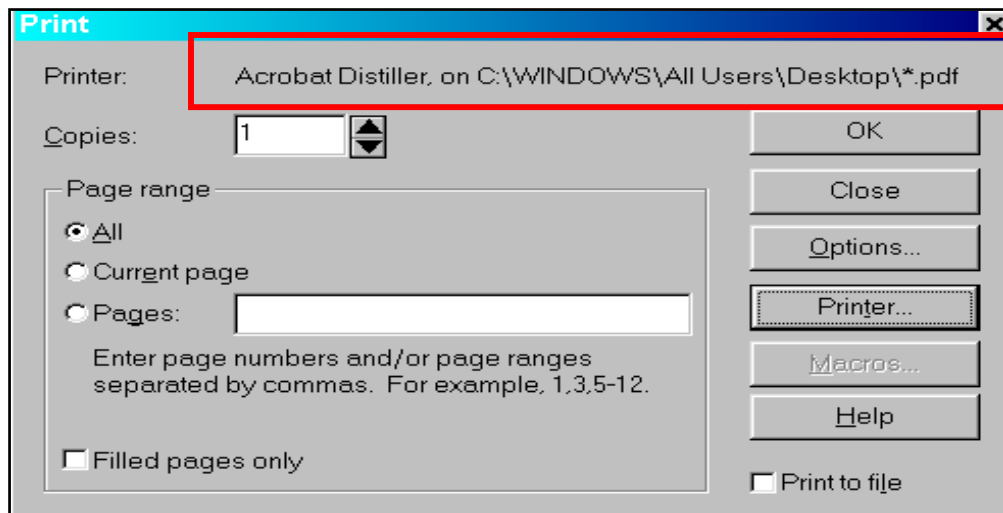 Print
Printer: Acrobat Distiller, on C:\WINDOWS\All Users\Desktop\*.pdf
Copies: 1
OK
Page range
Close
All
Options...
Current page
Pages:
Printer...
Enter page numbers and/or page ranges
separated by commas. For example, 1,3,5-12.
Macros...
Help
Filled pages only
Print to file